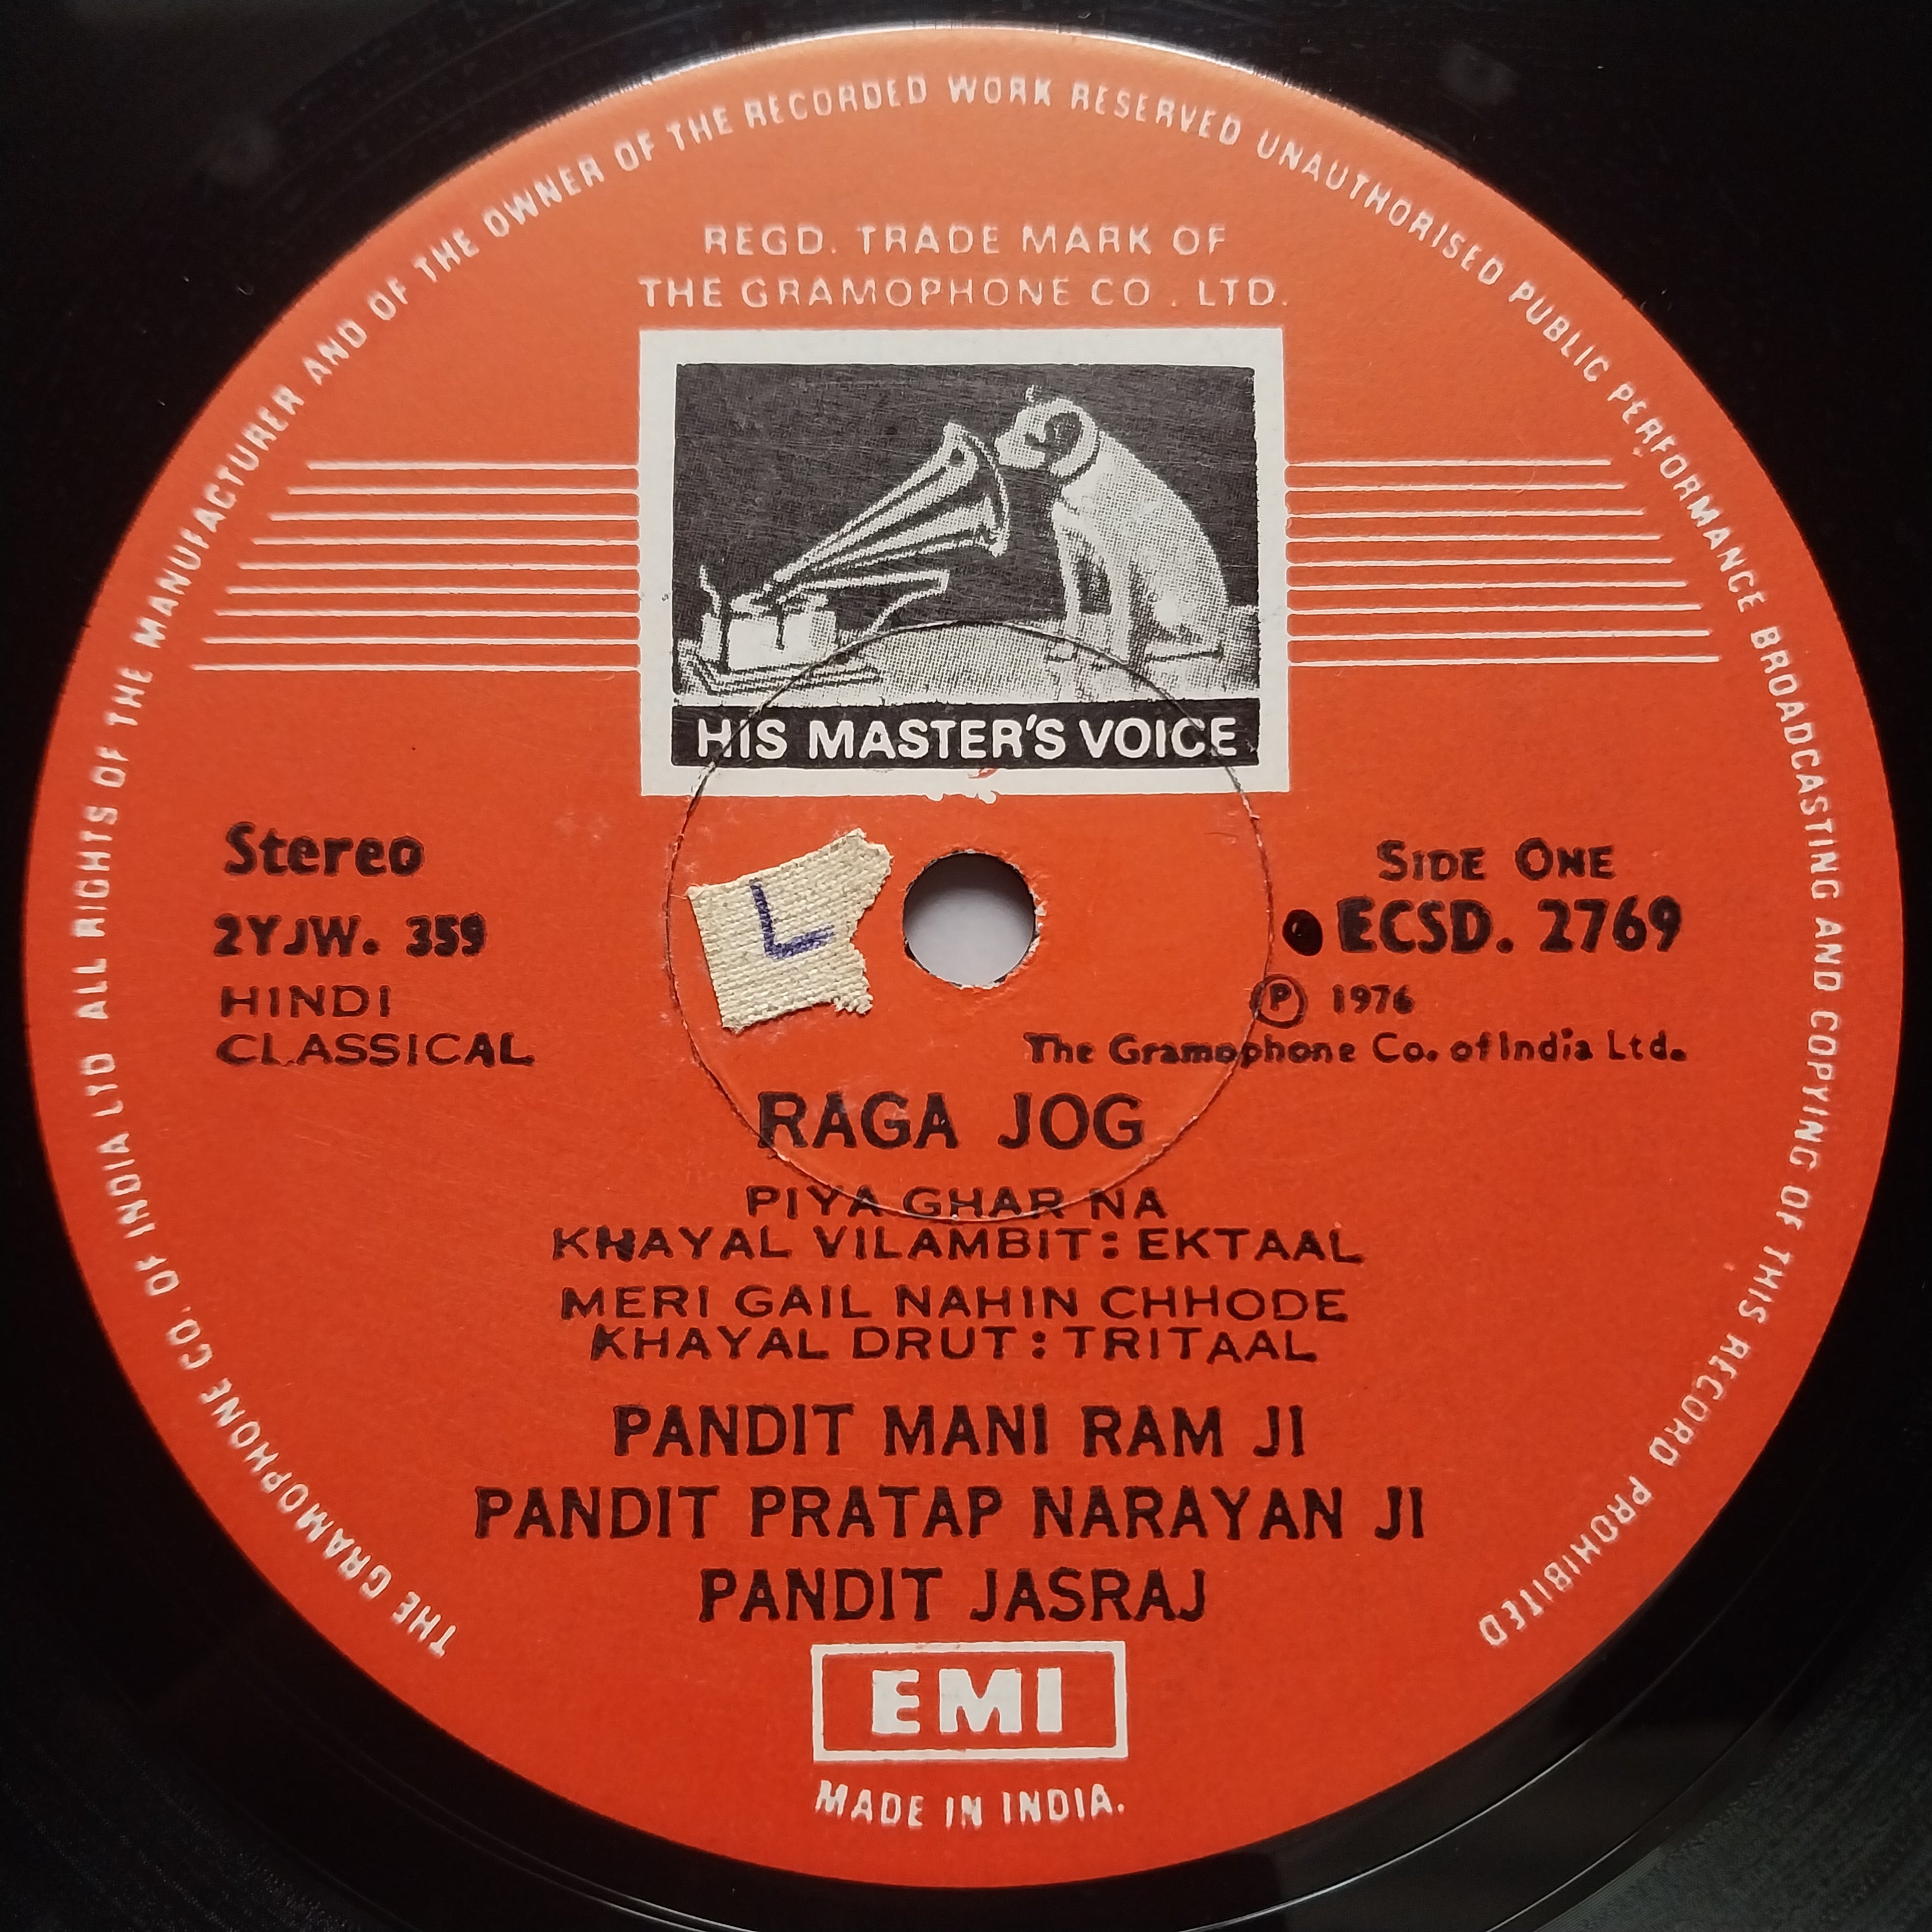 THE GRAMOPHONE CO. OF INDIA LTD ALL RIGHTS OF THE MANUFACTURER AND OF THE OWNER OF THE RECORDED WORK RESERVED UNAUTHORISED PUBLIC PERFORMANCE BROADCASTING AND COPYING OF THIS RECORD PROHIBITED
REGD. TRADE MARK OF
THE GRAMOPHONE CO. LTD.
HIS MASTER'S VOICE
Stereo
2YJW. 359
HINDI
CLASSICAL
L
SIDE ONE
ECSD. 2769
Ⓟ 1976
The Gramophone Co. of India Ltd.
RAGA JOG
PIYA GHAR NA
KHAYAL VILAMBIT: EKTAAL
MERI GAIL NAHIN CHHODE
KHAYAL DRUT: TRITAAL
PANDIT MANI RAM JI
PANDIT PRATAP NARAYAN JI
PANDIT JASRAJ
EMI
MADE IN INDIA.